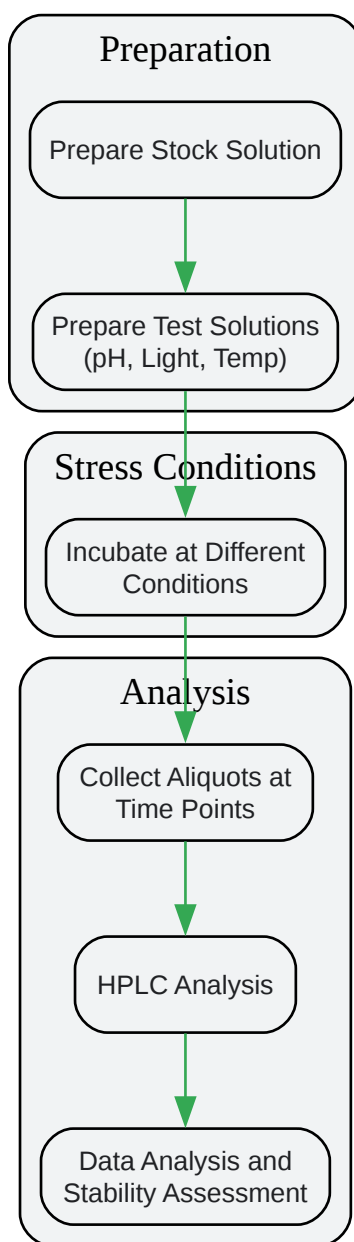 Preparation
Prepare Stock Solution
Prepare Test Solutions
(pH, Light, Temp)
Stress Conditions
Incubate at Different
Conditions
Analysis
Collect Aliquots at
Time Points
HPLC Analysis
Data Analysis and
Stability Assessment